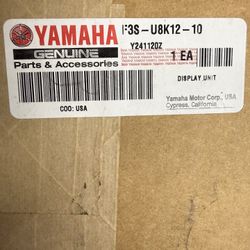 YAMAHA
GENUINE
Parts & Accessories
F3S-U8K12-10
Y241120Z
1 EA
DISPLAY UNIT
COO: USA
Yamaha Motor Corp., USA
Cypress, California